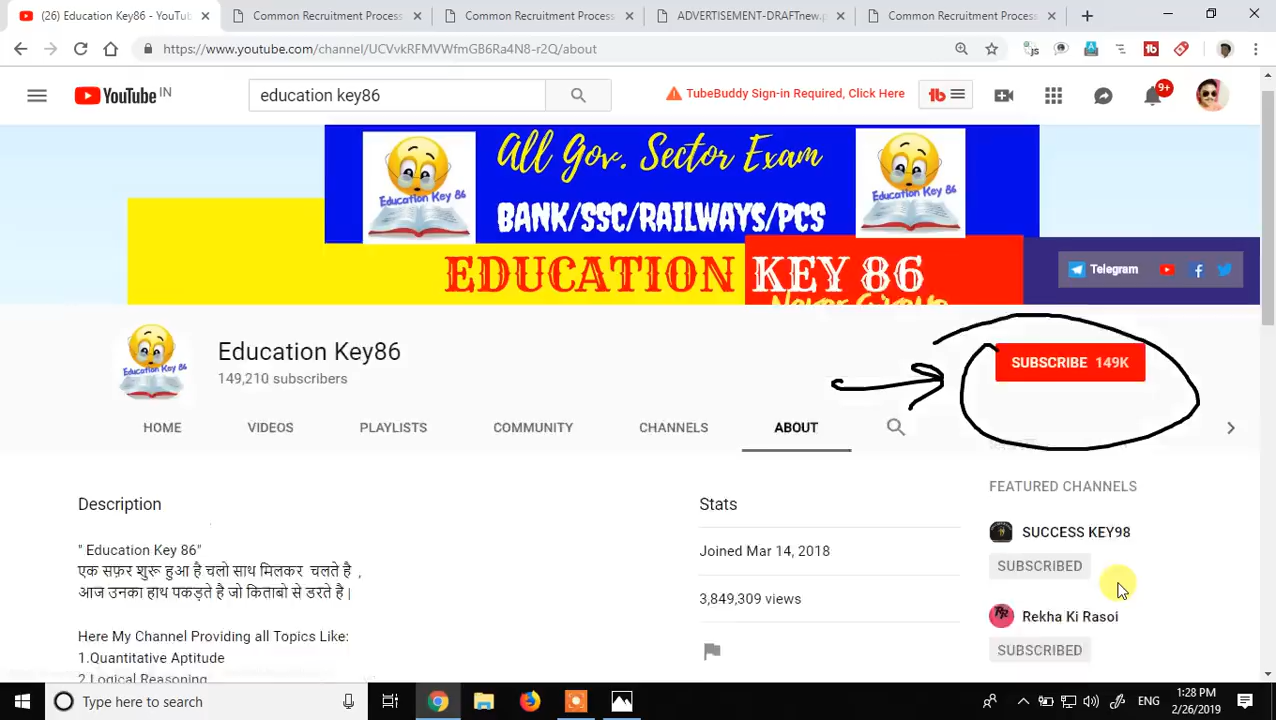 (26) Education Key86 - YouTu
Common Recruitment Process
Common Recruitment Process
ADVERTISEMENT-DRAFTnew.p
Common Recruitment Process
https://www.youtube.com/channel/UCVvkRFMVWfmGB6Ra4N8-r2Q/about
YouTube IN
education key86
TubeBuddy Sign-in Required, Click Here
tb
9+
All Gov. Sector Exam
Education Key 86
Education Key 86
BANK/SSC/RAILWAYS/PCS
EDUCATION KEY 86
Telegram
Education Key 86
Education Key86
149,210 subscribers
SUBSCRIBE 149K
HOME
VIDEOS
PLAYLISTS
COMMUNITY
CHANNELS
ABOUT
Description
" Education Key 86"
एक सफ़र शुरू हुआ है चलो साथ मिलकर चलते है ,
आज उनका हाथ पकड़ते है जो किताबो से डरते है |
Here My Channel Providing all Topics Like:
1.Quantitative Aptitude
2.Logical Reasoning
Stats
Joined Mar 14, 2018
3,849,309 views
FEATURED CHANNELS
SUCCESS KEY98
SUBSCRIBED
Rekha Ki Rasoi
SUBSCRIBED
Type here to search
ENG
1:28 PM
2/26/2019